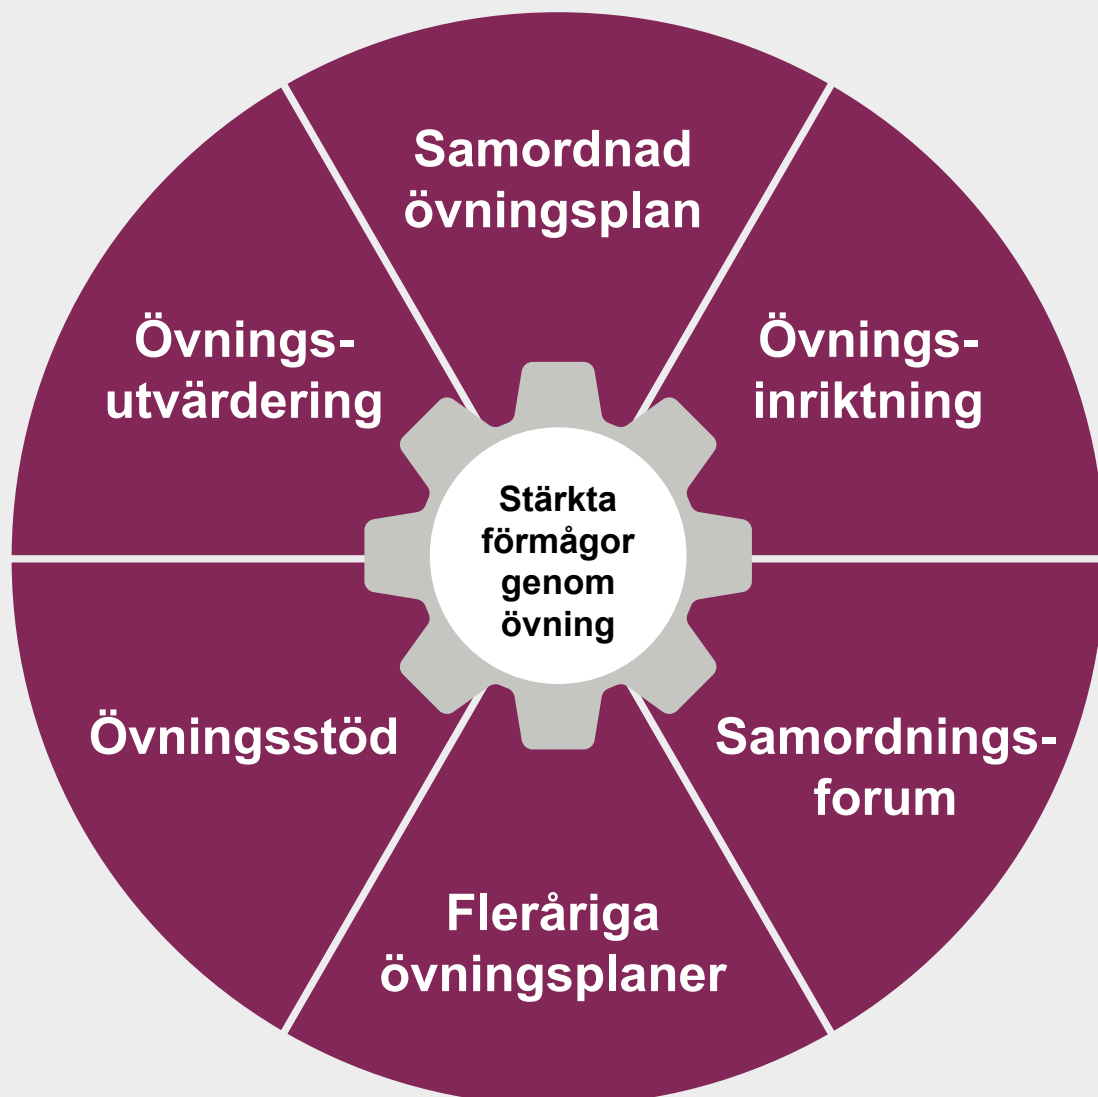 Samordnad
övningsplan
Övnings-
inriktning
Samordnings-
forum
Fleråriga
övningsplaner
Övningsstöd
Övnings-
utvärdering
Stärkta
förmågor
genom
övning